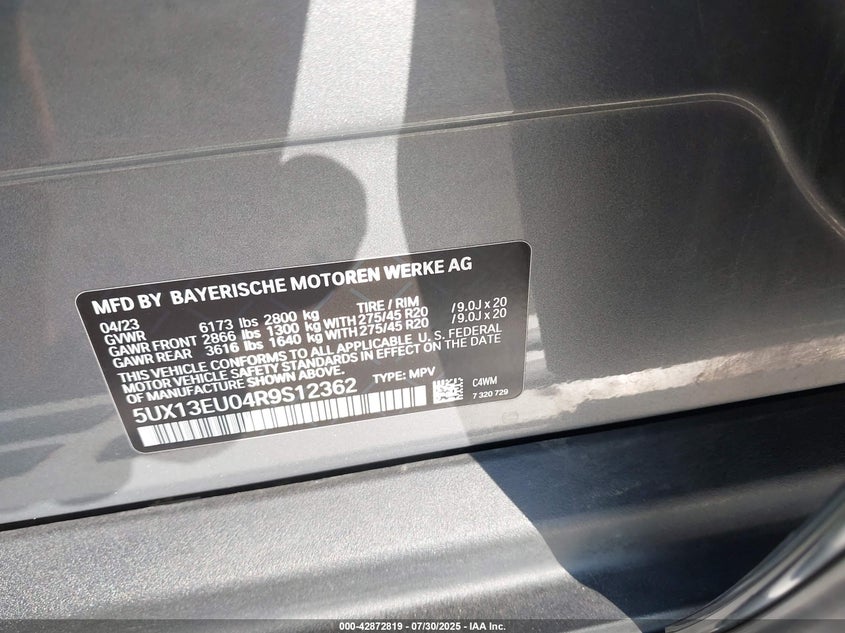 MFD BY BAYERISCHE MOTOREN WERKE AG
04/23 TIRE / RIM
GVWR 6173 lbs 2800 kg
GAWR FRONT 2866 lbs 1300 kg WITH 275/45 R20 / 9.0J x 20
GAWR REAR 3616 lbs 1640 kg WITH 275/45 R20 / 9.0J x 20
THIS VEHICLE CONFORMS TO ALL APPLICABLE U. S. FEDERAL
MOTOR VEHICLE SAFETY STANDARDS IN EFFECT ON THE DATE
OF MANUFACTURE SHOWN ABOVE.
5UX13EU04R9S12362 TYPE: MPV
C4WM
7 320 729
000-42872819 - 07/30/2025 - IAA Inc.